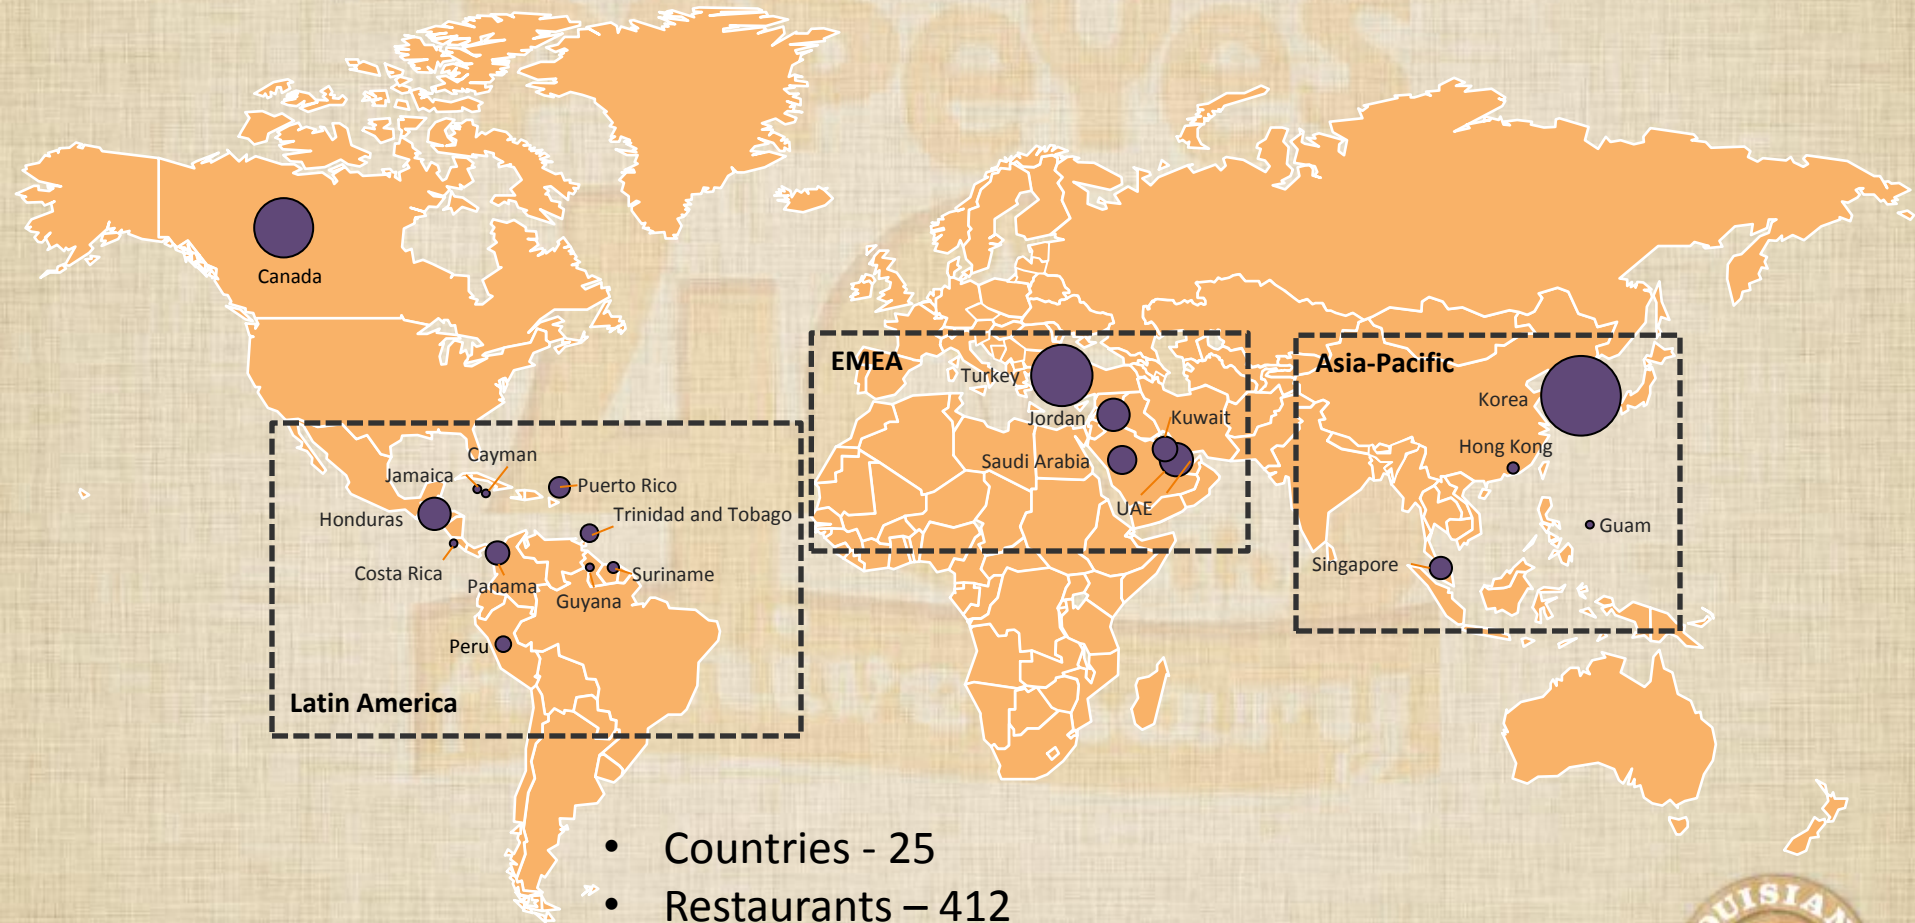 Canada
EMEA
Asia-Pacific
Turkey
Korea
Jordan
Kuwait
Hong Kong
Cayman
Saudi Arabia
Jamaica
Puerto Rico
UAE
Trinidad and Tobago
Honduras
Guam
Singapore
Costa Rica
Suriname
Panama
Guyana
Peru
Latin America
• Countries - 25
• Restaurants – 412